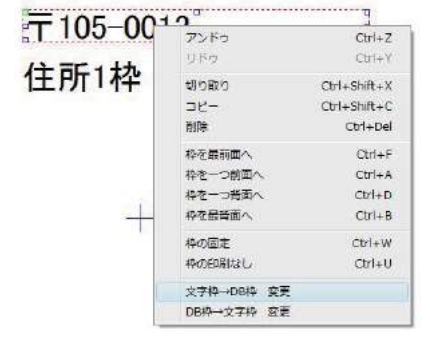 〒105-0013
住所1枠
アンドゥ Ctrl+Z
リドゥ Ctrl+Y
切り取り Ctrl+Shift+X
コピー Ctrl+Shift+C
削除 Ctrl+Del
枠を最前面へ Ctrl+F
枠を一つ前面へ Ctrl+A
枠を一つ背面へ Ctrl+D
枠を最背面へ Ctrl+B
枠の固定 Ctrl+W
枠の印刷なし Ctrl+U
文字枠→DB枠 変更
DB枠→文字枠 変更